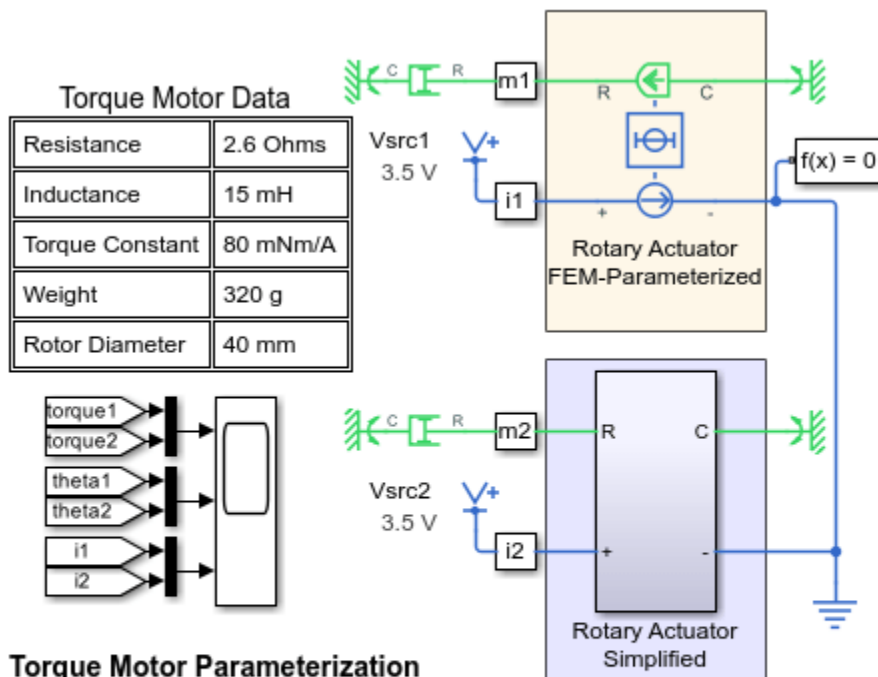 Torque Motor Data
Resistance 2.6 Ohms
Inductance 15 mH
Torque Constant 80 mNm/A
Weight 320 g
Rotor Diameter 40 mm
torque1
torque2
theta1
theta2
i1
i2
C R m1 R C
Vsrc1
3.5 V
i1 + -
f(x) = 0
Rotary Actuator
FEM-Parameterized
C R m2 R C
Vsrc2
3.5 V
i2 + -
Rotary Actuator
Simplified
Torque Motor Parameterization